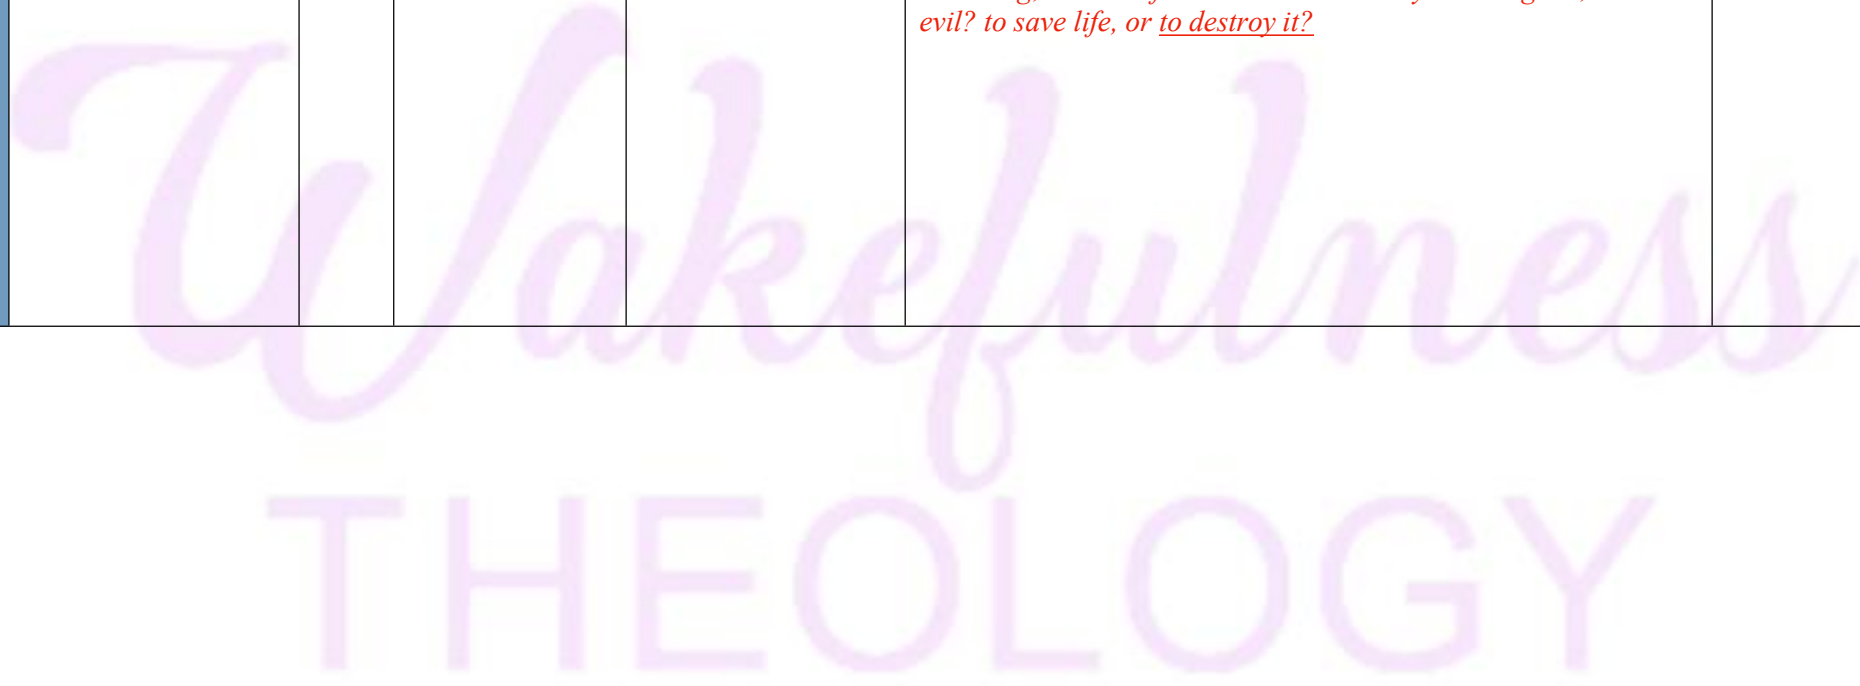 evil? to save life, or to destroy it?
Wakefulness
THEOLOGY